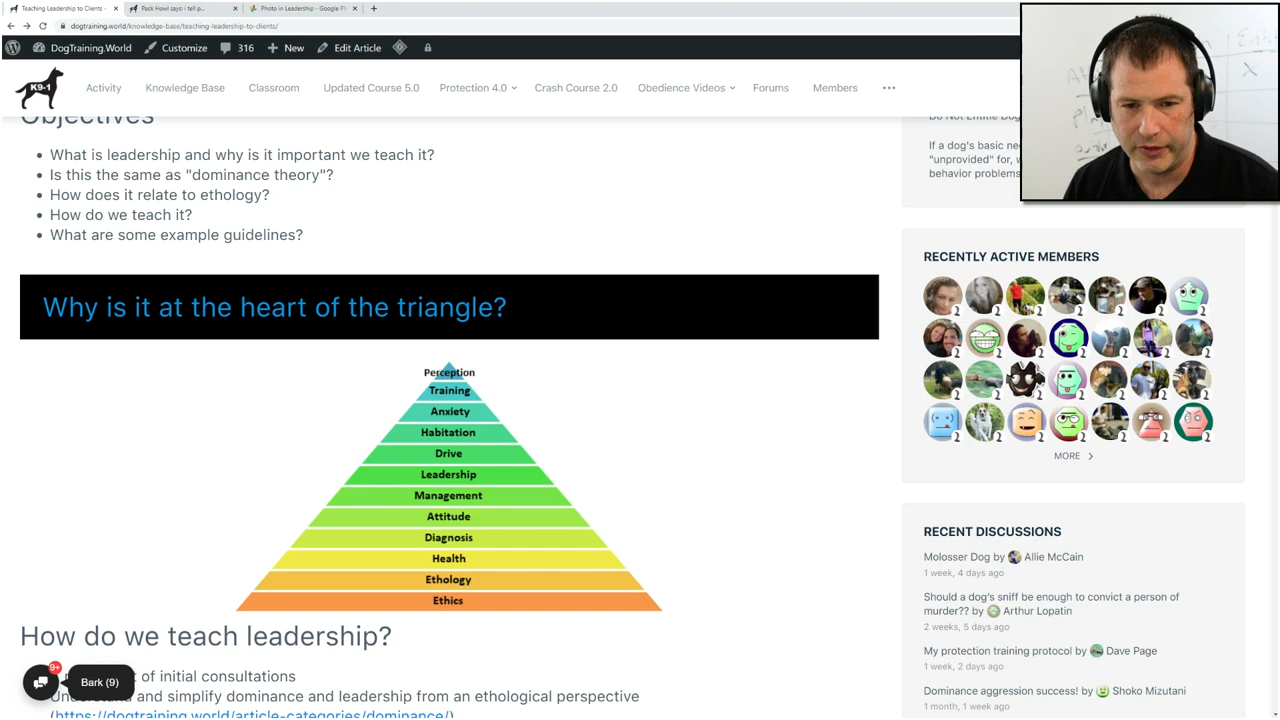 Teaching Leadership to Clients -
Pack Howl says: i tell p...
Photo in Leadership - Google Ph
dogtraining.world/knowledge-base/teaching-leadership-to-clients/
DogTraining.World
Customize
316
New
Edit Article
K9-1
Activity
Knowledge Base
Classroom
Updated Course 5.0
Protection 4.0
Crash Course 2.0
Obedience Videos
Forums
Members
Objectives
What is leadership and why is it important we teach it?
Is this the same as "dominance theory"?
How does it relate to ethology?
How do we teach it?
What are some example guidelines?
Why is it at the heart of the triangle?
Perception
Training
Anxiety
Habitation
Drive
Leadership
Management
Attitude
Diagnosis
Health
Ethology
Ethics
How do we teach leadership?
of initial consultations
and simplify dominance and leadership from an ethological perspective
(https://dogtraining.world/article-categories/dominance/)
9+
Bark (9)
Do Not Entitle Dog
If a dog's basic ne
"unprovided" for, w
behavior problems
RECENTLY ACTIVE MEMBERS
MORE
RECENT DISCUSSIONS
Molosser Dog by Allie McCain
1 week, 4 days ago
Should a dog's sniff be enough to convict a person of
murder?? by Arthur Lopatin
2 weeks, 5 days ago
My protection training protocol by Dave Page
1 week, 2 days ago
Dominance aggression success! by Shoko Mizutani
1 month, 1 week ago